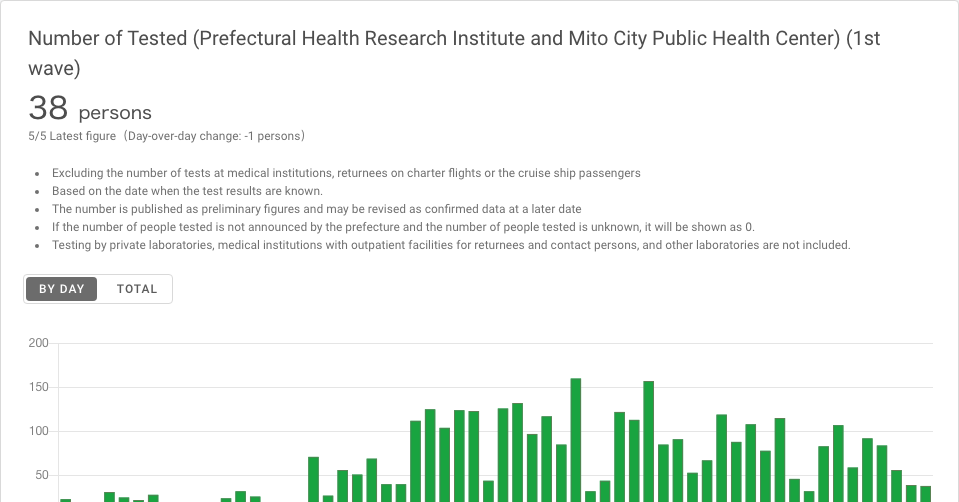 Number of Tested (Prefectural Health Research Institute and Mito City Public Health Center) (1st
wave)
38 persons
5/5 Latest figure（Day-over-day change: -1 persons）
• Excluding the number of tests at medical institutions, returnees on charter flights or the cruise ship passengers
• Based on the date when the test results are known.
• The number is published as preliminary figures and may be revised as confirmed data at a later date
• If the number of people tested is not announced by the prefecture and the number of people tested is unknown, it will be shown as 0.
• Testing by private laboratories, medical institutions with outpatient facilities for returnees and contact persons, and other laboratories are not included.
BY DAY TOTAL
200
150
100
50